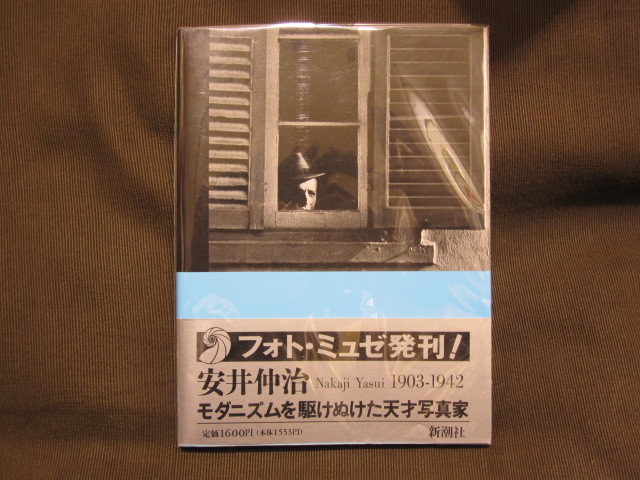 フォト・ミュゼ発刊!
安井仲治 Nakaji Yasui 1903-1942
モダニズムを駆けぬけた天才写真家
定価1600円(本体1553円) 新潮社